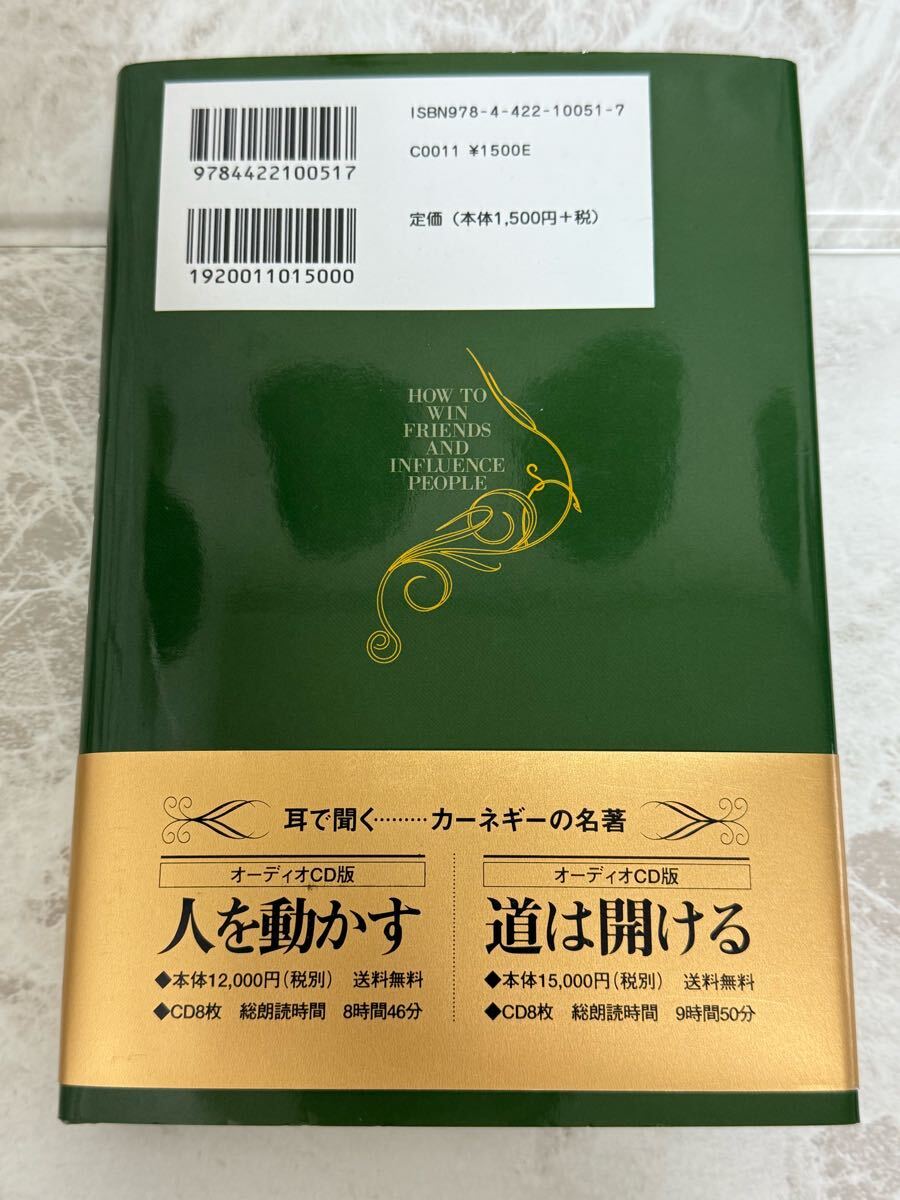 ISBN978-4-422-10051-7
C0011 ¥1500E
定価（本体1,500円+税）
9784422100517
1920011015000
HOW TO
WIN
FRIENDS
AND
INFLUENCE
PEOPLE
耳で聞く………カーネギーの名著
オーディオCD版
人を動かす
◆本体12,000円（税別） 送料無料
◆CD8枚 総朗読時間 8時間46分
オーディオCD版
道は開ける
◆本体15,000円（税別） 送料無料
◆CD8枚 総朗読時間 9時間50分